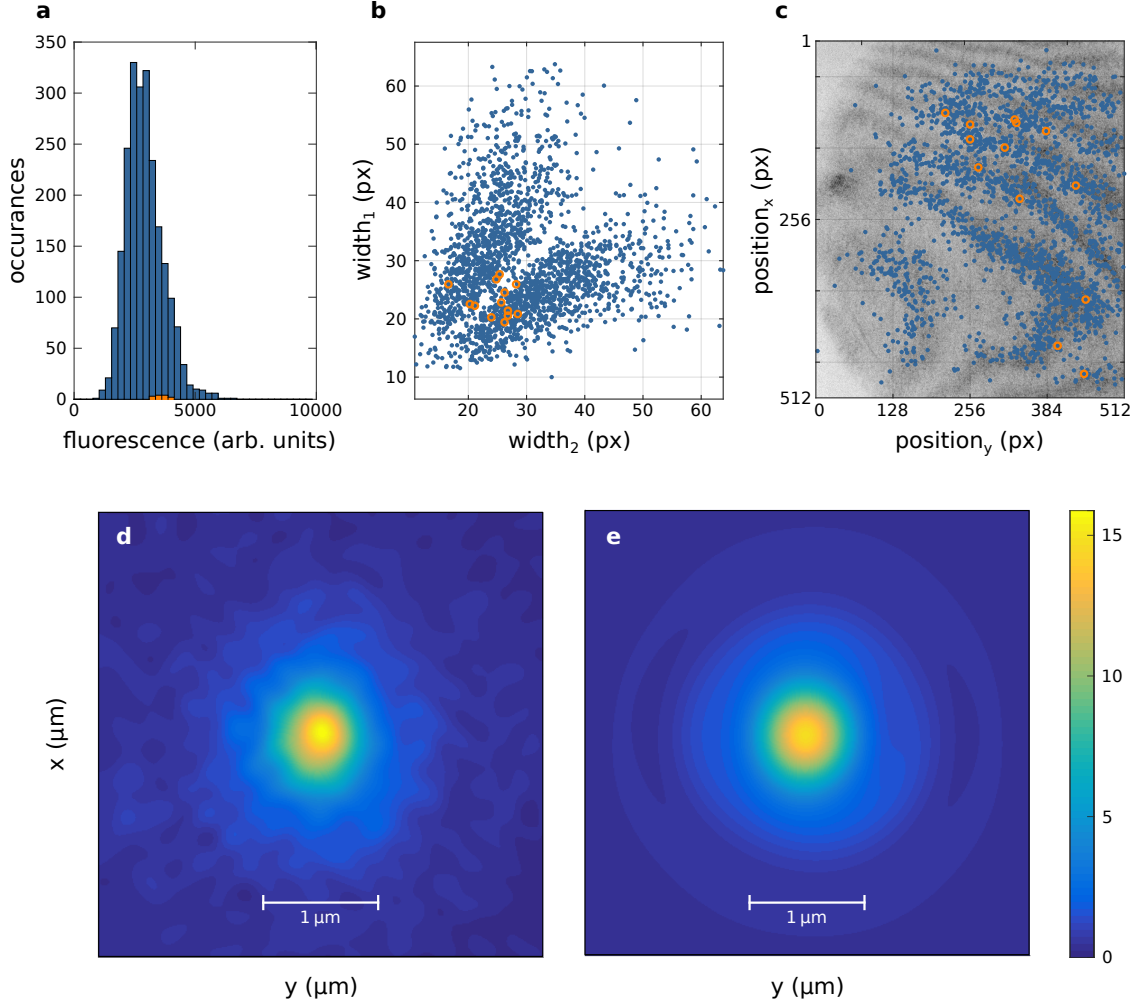 a
350
300
250
200
150
100
50
0
occurances
0
5000
10000
fluorescence (arb. units)
b
60
50
40
30
20
10
width₁ (px)
20
30
40
50
60
width₂ (px)
c
1
256
512
positionₓ (px)
0
128
256
384
512
position_y (px)
d
e
x (µm)
1 µm
1 µm
y (µm)
y (µm)
15
10
5
0